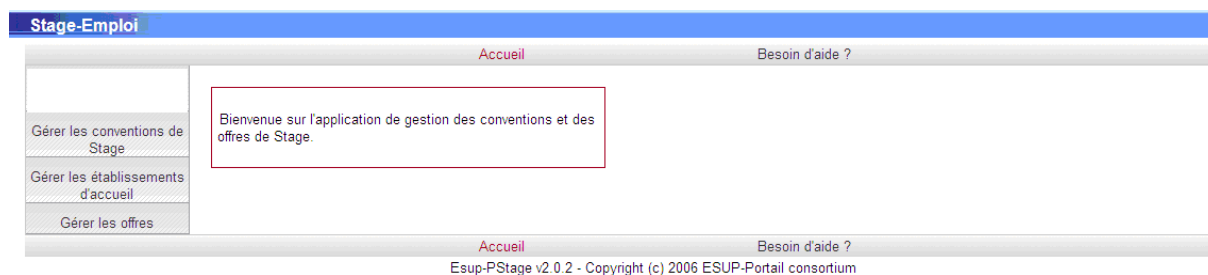 Stage-Emploi
Accueil
Besoin d'aide ?
Bienvenue sur l'application de gestion des conventions et des
offres de Stage.
Gérer les conventions de
Stage
Gérer les établissements
d'accueil
Gérer les offres
Accueil
Besoin d'aide ?
Esup-PStage v2.0.2 - Copyright (c) 2006 ESUP-Portail consortium